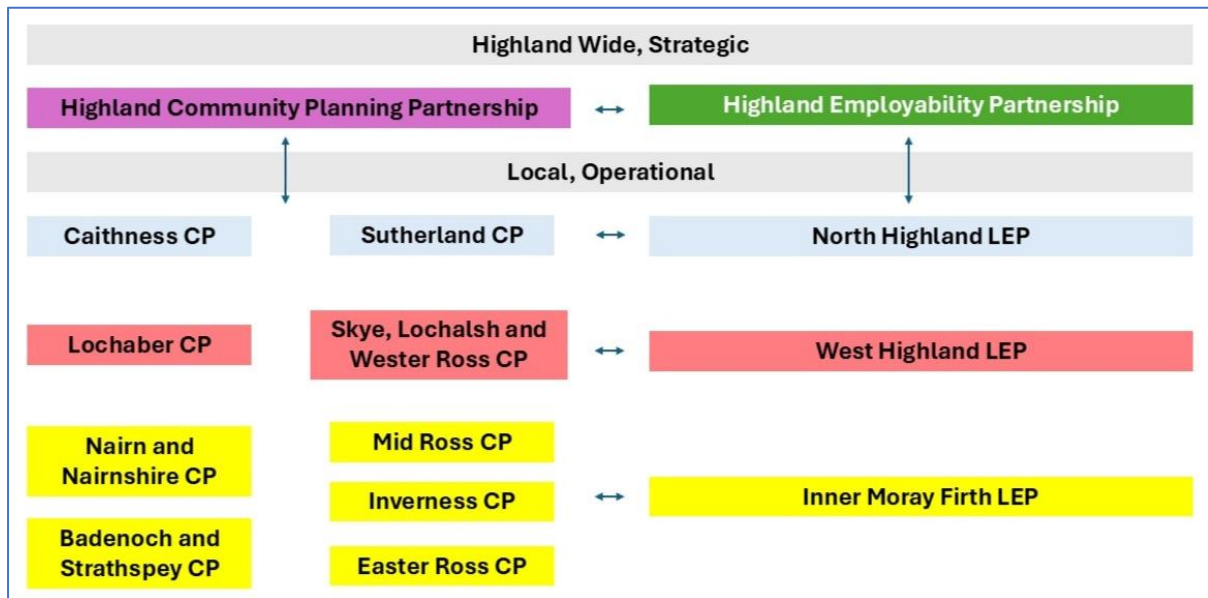 Highland Wide, Strategic
Highland Community Planning Partnership
Highland Employability Partnership
Local, Operational
Caithness CP
Sutherland CP
North Highland LEP
Lochaber CP
Skye, Lochalsh and
Wester Ross CP
West Highland LEP
Nairn and
Nairnshire CP
Badenoch and
Strathspey CP
Mid Ross CP
Inverness CP
Easter Ross CP
Inner Moray Firth LEP